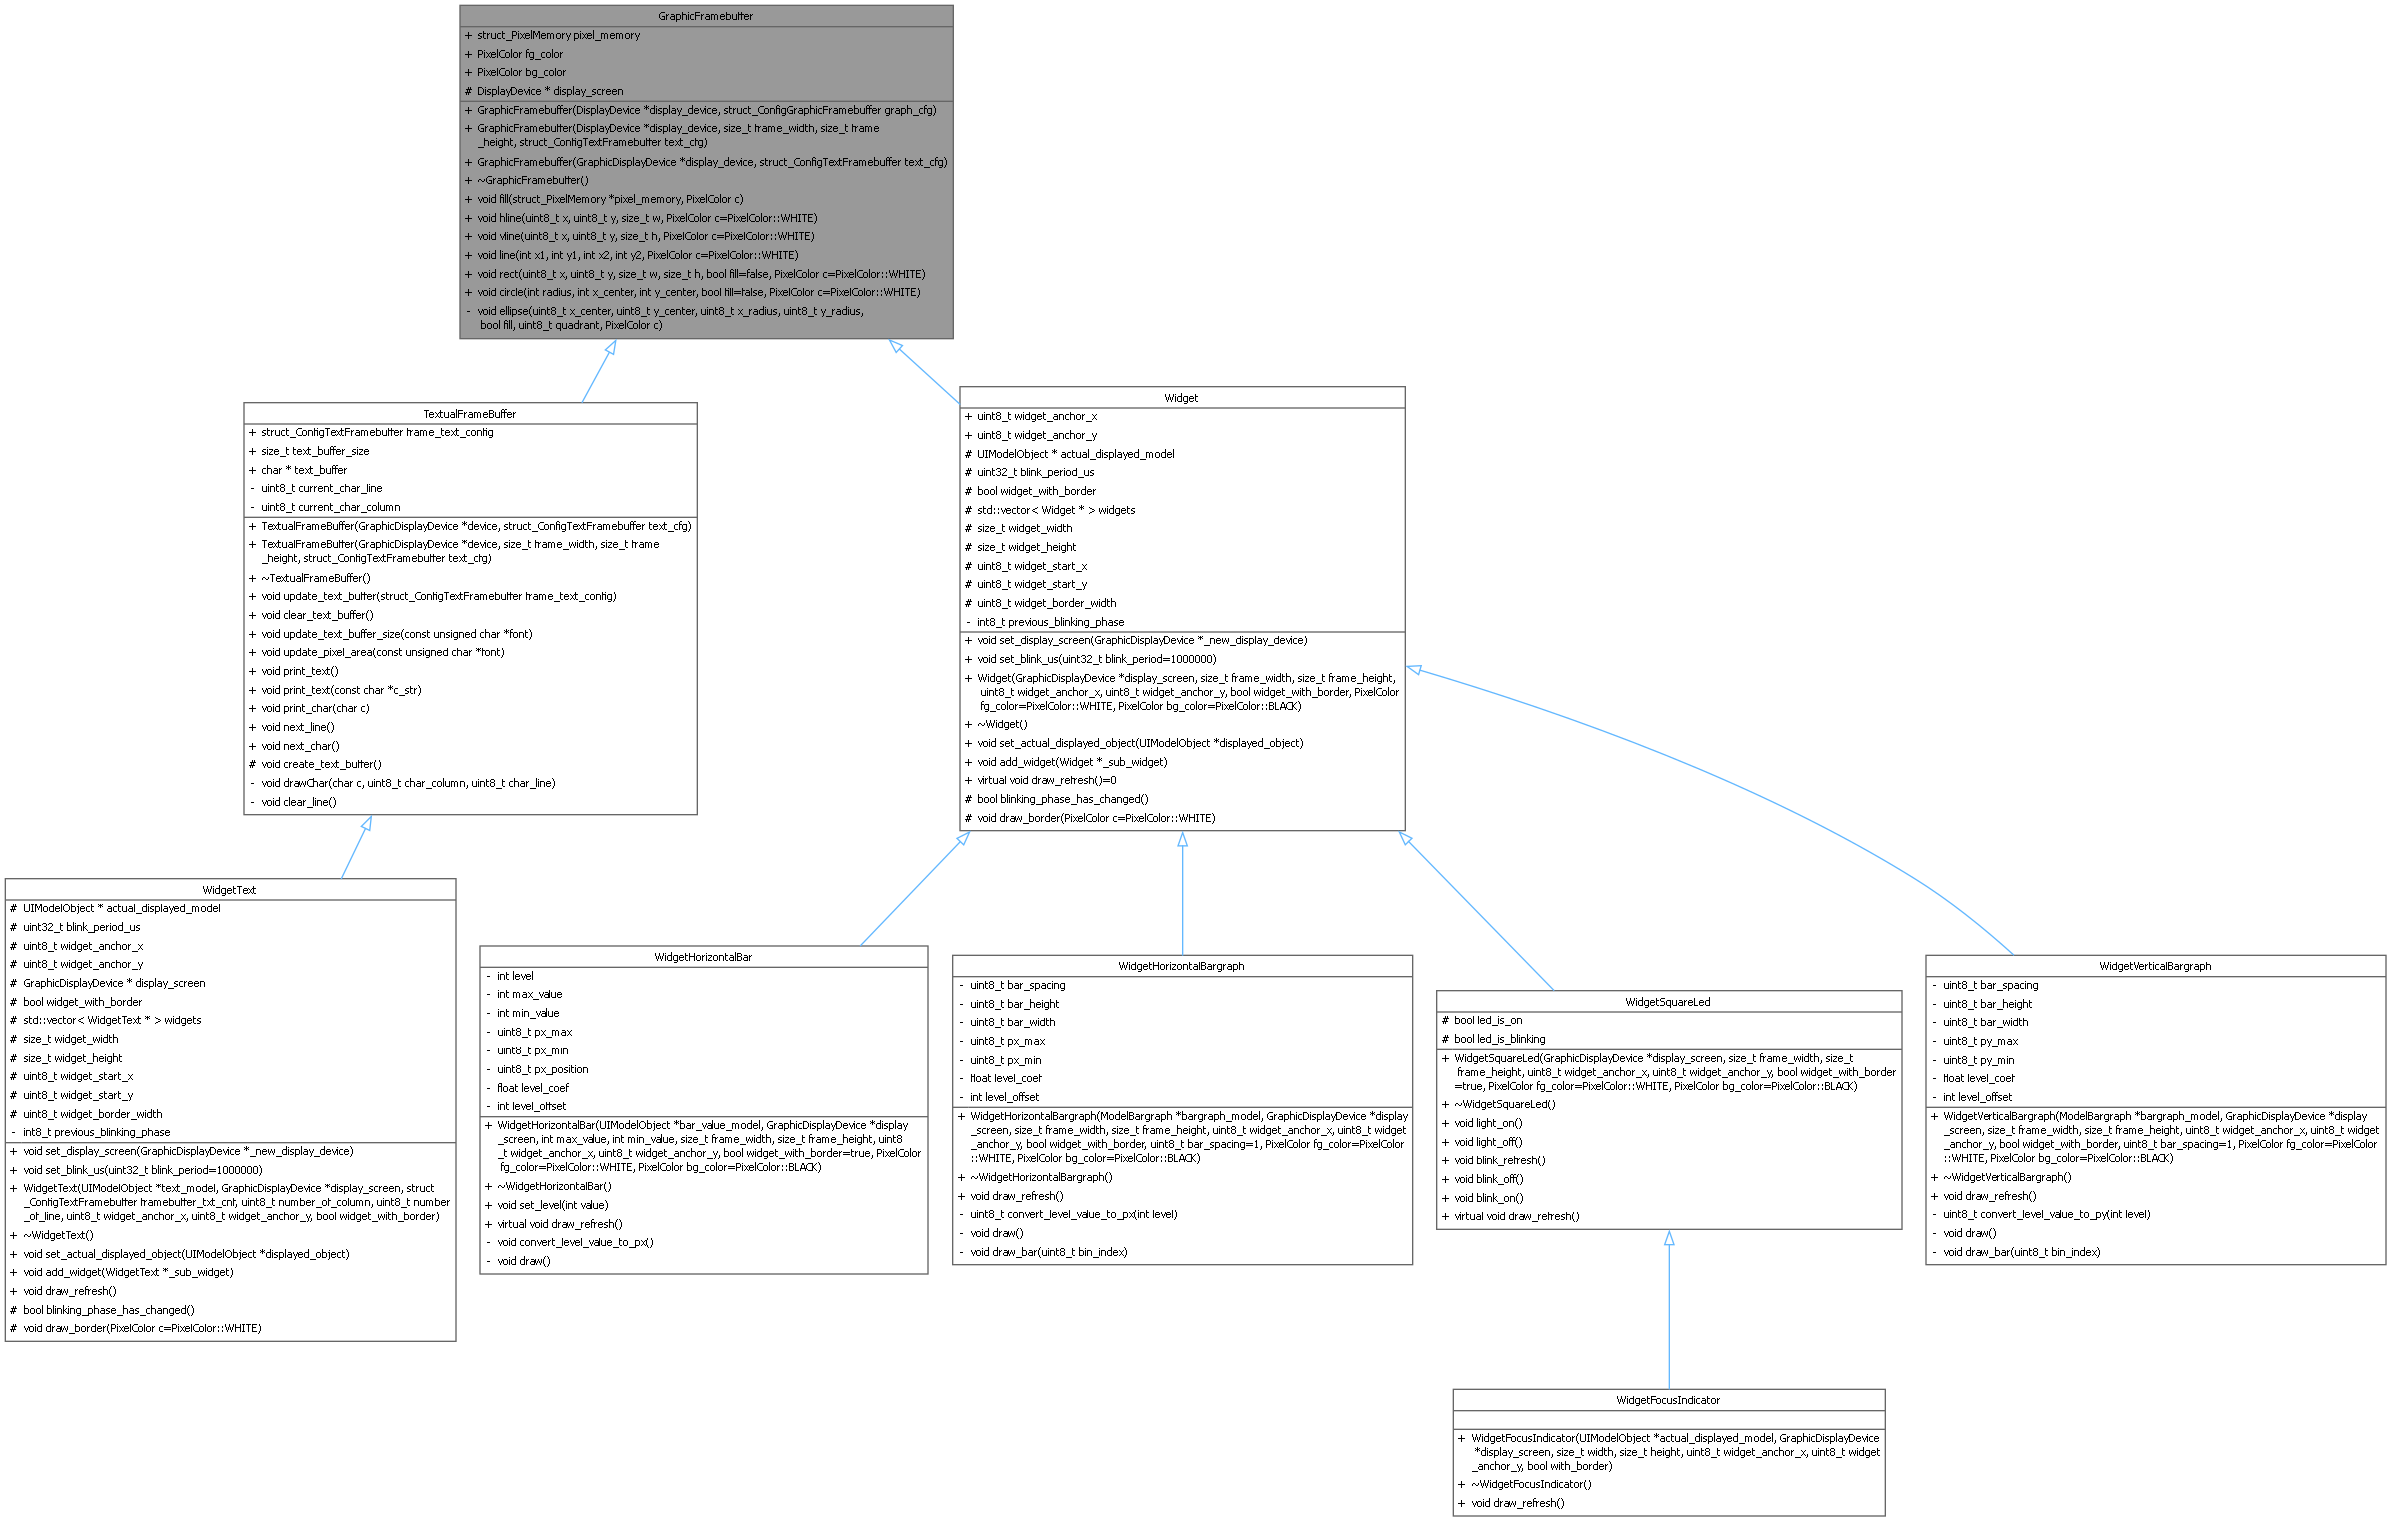 GraphicFramebuffer
+ struct_PixelMemory pixel_memory
+ PixelColor fg_color
+ PixelColor bg_color
# DisplayDevice * display_screen
+ GraphicFramebuffer(DisplayDevice *display_device, struct_ConfigGraphicFramebuffer graph_cfg)
+ GraphicFramebuffer(DisplayDevice *display_device, size_t frame_width, size_t frame
_height, struct_ConfigTextFramebuffer text_cfg)
+ GraphicFramebuffer(GraphicDisplayDevice *display_device, struct_ConfigTextFramebuffer text_cfg)
+ ~GraphicFramebuffer()
+ void fill(struct_PixelMemory *pixel_memory, PixelColor c)
+ void hline(uint8_t x, uint8_t y, size_t w, PixelColor c=PixelColor::WHITE)
+ void vline(uint8_t x, uint8_t y, size_t h, PixelColor c=PixelColor::WHITE)
+ void line(int x1, int y1, int x2, int y2, PixelColor c=PixelColor::WHITE)
+ void rect(uint8_t x, uint8_t y, size_t w, size_t h, bool fill=false, PixelColor c=PixelColor::WHITE)
+ void circle(int radius, int x_center, int y_center, bool fill=false, PixelColor c=PixelColor::WHITE)
- void ellipse(uint8_t x_center, uint8_t y_center, uint8_t x_radius, uint8_t y_radius,
bool fill, uint8_t quadrant, PixelColor c)
TextualFrameBuffer
+ struct_ConfigTextFramebuffer frame_text_config
+ size_t text_buffer_size
+ char * text_buffer
- uint8_t current_char_line
- uint8_t current_char_column
+ TextualFrameBuffer(GraphicDisplayDevice *device, struct_ConfigTextFramebuffer text_cfg)
+ TextualFrameBuffer(GraphicDisplayDevice *device, size_t frame_width, size_t frame
_height, struct_ConfigTextFramebuffer text_cfg)
+ ~TextualFrameBuffer()
+ void update_text_buffer(struct_ConfigTextFramebuffer frame_text_config)
+ void clear_text_buffer()
+ void update_text_buffer_size(const unsigned char *font)
+ void update_pixel_area(const unsigned char *font)
+ void print_text()
+ void print_text(const char *c_str)
+ void print_char(char c)
+ void next_line()
+ void next_char()
# void create_text_buffer()
- void drawChar(char c, uint8_t char_column, uint8_t char_line)
- void clear_line()
Widget
+ uint8_t widget_anchor_x
+ uint8_t widget_anchor_y
# UIModelObject * actual_displayed_model
# uint32_t blink_period_us
# bool widget_with_border
# std::vector< Widget * > widgets
# size_t widget_width
# size_t widget_height
# uint8_t widget_start_x
# uint8_t widget_start_y
# uint8_t widget_border_width
- int8_t previous_blinking_phase
+ void set_display_screen(GraphicDisplayDevice *_new_display_device)
+ void set_blink_us(uint32_t blink_period=1000000)
+ Widget(GraphicDisplayDevice *display_screen, size_t frame_width, size_t frame_height,
uint8_t widget_anchor_x, uint8_t widget_anchor_y, bool widget_with_border, PixelColor
fg_color=PixelColor::WHITE, PixelColor bg_color=PixelColor::BLACK)
+ ~Widget()
+ void set_actual_displayed_object(UIModelObject *displayed_object)
+ void add_widget(Widget *_sub_widget)
+ virtual void draw_refresh()=0
# bool blinking_phase_has_changed()
# void draw_border(PixelColor c=PixelColor::WHITE)
WidgetText
# UIModelObject * actual_displayed_model
# uint32_t blink_period_us
# uint8_t widget_anchor_x
# uint8_t widget_anchor_y
# GraphicDisplayDevice * display_screen
# bool widget_with_border
# std::vector< WidgetText * > widgets
# size_t widget_width
# size_t widget_height
# uint8_t widget_start_x
# uint8_t widget_start_y
# uint8_t widget_border_width
- int8_t previous_blinking_phase
+ void set_display_screen(GraphicDisplayDevice *_new_display_device)
+ void set_blink_us(uint32_t blink_period=1000000)
+ WidgetText(UIModelObject *text_model, GraphicDisplayDevice *display_screen, struct
_ConfigTextFramebuffer framebuffer_txt_cnf, uint8_t number_of_column, uint8_t number
_of_line, uint8_t widget_anchor_x, uint8_t widget_anchor_y, bool widget_with_border)
+ ~WidgetText()
+ void set_actual_displayed_object(UIModelObject *displayed_object)
+ void add_widget(WidgetText *_sub_widget)
+ void draw_refresh()
# bool blinking_phase_has_changed()
# void draw_border(PixelColor c=PixelColor::WHITE)
WidgetHorizontalBar
- int level
- int max_value
- int min_value
- uint8_t px_max
- uint8_t px_min
- uint8_t px_position
- float level_coef
- int level_offset
+ WidgetHorizontalBar(UIModelObject *bar_value_model, GraphicDisplayDevice *display
_screen, int max_value, int min_value, size_t frame_width, size_t frame_height, uint8
_t widget_anchor_x, uint8_t widget_anchor_y, bool widget_with_border=true, PixelColor
fg_color=PixelColor::WHITE, PixelColor bg_color=PixelColor::BLACK)
+ ~WidgetHorizontalBar()
+ void set_level(int value)
+ virtual void draw_refresh()
- void convert_level_value_to_px()
- void draw()
WidgetHorizontalBargraph
- uint8_t bar_spacing
- uint8_t bar_height
- uint8_t bar_width
- uint8_t px_max
- uint8_t px_min
- float level_coef
- int level_offset
+ WidgetHorizontalBargraph(ModelBargraph *bargraph_model, GraphicDisplayDevice *display
_screen, size_t frame_width, size_t frame_height, uint8_t widget_anchor_x, uint8_t widget
_anchor_y, bool widget_with_border, uint8_t bar_spacing=1, PixelColor fg_color=PixelColor
::WHITE, PixelColor bg_color=PixelColor::BLACK)
+ ~WidgetHorizontalBargraph()
+ void draw_refresh()
- uint8_t convert_level_value_to_px(int level)
- void draw()
- void draw_bar(uint8_t bin_index)
WidgetSquareLed
# bool led_is_on
# bool led_is_blinking
+ WidgetSquareLed(GraphicDisplayDevice *display_screen, size_t frame_width, size_t
frame_height, uint8_t widget_anchor_x, uint8_t widget_anchor_y, bool widget_with_border
=true, PixelColor fg_color=PixelColor::WHITE, PixelColor bg_color=PixelColor::BLACK)
+ ~WidgetSquareLed()
+ void light_on()
+ void light_off()
+ void blink_refresh()
+ void blink_off()
+ void blink_on()
+ virtual void draw_refresh()
WidgetVerticalBargraph
- uint8_t bar_spacing
- uint8_t bar_height
- uint8_t bar_width
- uint8_t py_max
- uint8_t py_min
- float level_coef
- int level_offset
+ WidgetVerticalBargraph(ModelBargraph *bargraph_model, GraphicDisplayDevice *display
_screen, size_t frame_width, size_t frame_height, uint8_t widget_anchor_x, uint8_t widget
_anchor_y, bool widget_with_border, uint8_t bar_spacing=1, PixelColor fg_color=PixelColor
::WHITE, PixelColor bg_color=PixelColor::BLACK)
+ ~WidgetVerticalBargraph()
+ void draw_refresh()
- uint8_t convert_level_value_to_py(int level)
- void draw()
- void draw_bar(uint8_t bin_index)
WidgetFocusIndicator
+ WidgetFocusIndicator(UIModelObject *actual_displayed_model, GraphicDisplayDevice
*display_screen, size_t width, size_t height, uint8_t widget_anchor_x, uint8_t widget
_anchor_y, bool with_border)
+ ~WidgetFocusIndicator()
+ void draw_refresh()